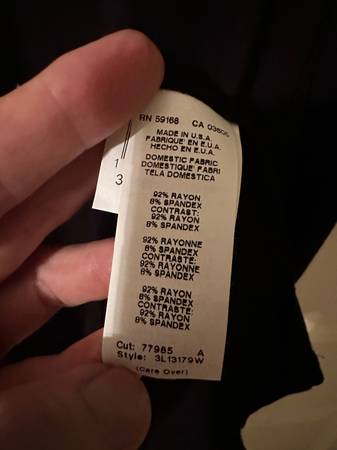 RN 59168 CA 03606
MADE IN U.S.A.
FABRIQUE' EN E.U.A.
HECHO EN E.U.A.
DOMESTIC FABRIC
DOMESTIQUE' FABRI
TELA DOMESTICA
1
3
92% RAYON
8% SPANDEX
CONTRAST:
92% RAYON
8% SPANDEX
92% RAYONNE
8% SPANDEX
CONTRASTE:
92% RAYONNE
8% SPANDEX
92% RAYON
8% SPANDEX
CONTRASTE:
92% RAYON
8% SPANDEX
Cut: 77985 A
Style: 3L13179W
(Care Over)